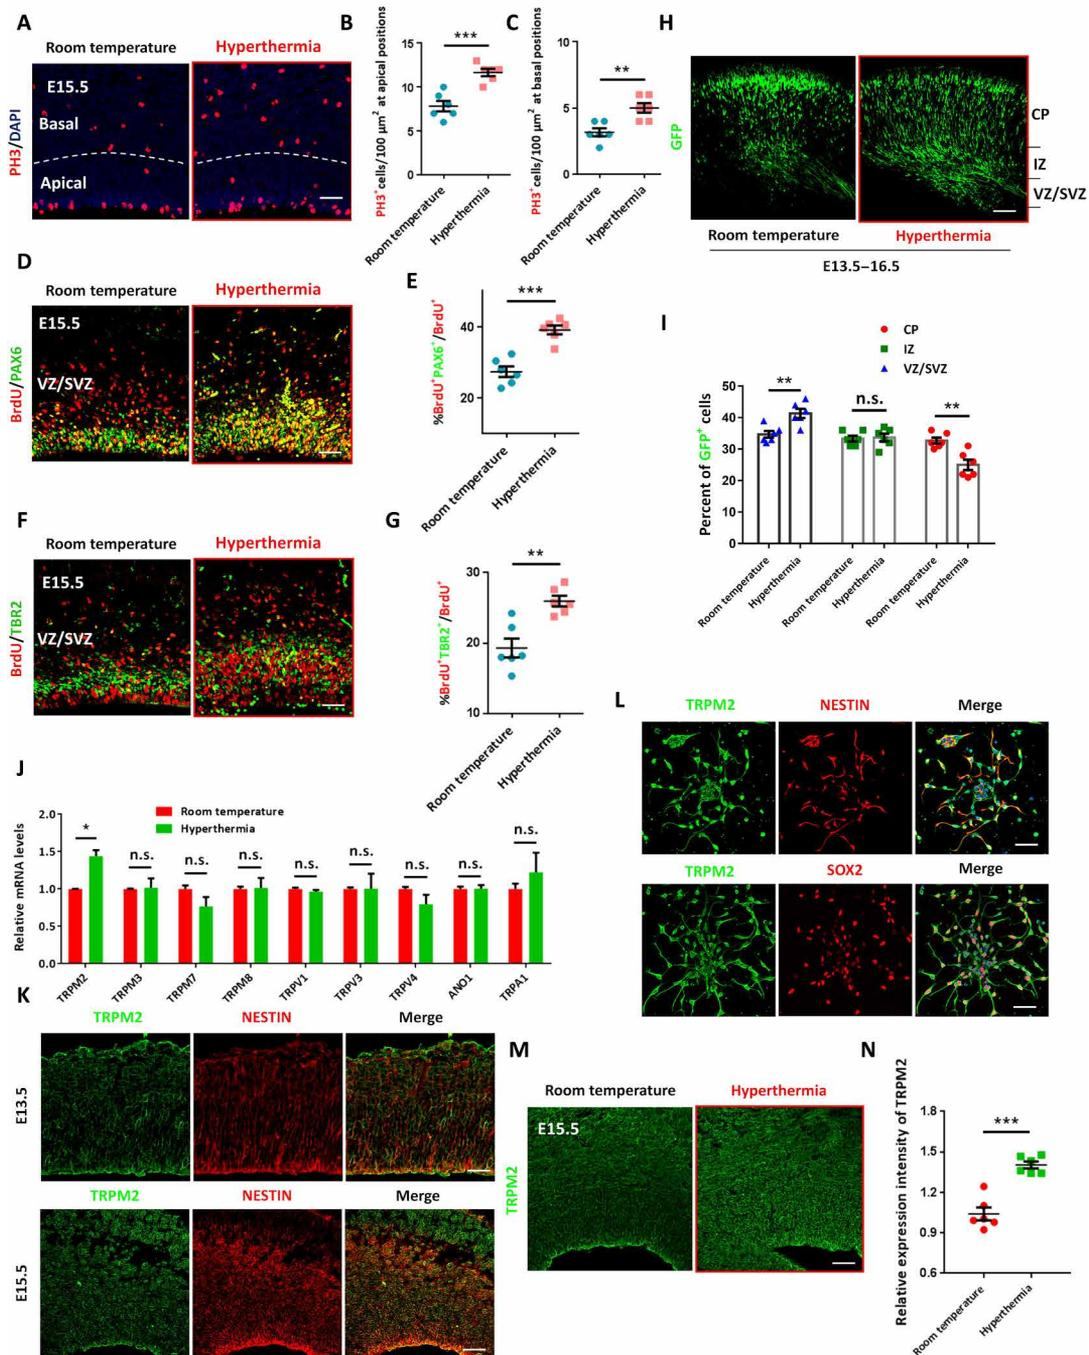 A
Room temperature
Hyperthermia
PH3/DAPI
E15.5
Basal
Apical
B
PH3⁺cells/100 µm² at apical positions
15
10
5
0
***
Room temperature
Hyperthermia
C
PH3⁺cells/100 µm² at basal positions
10
5
0
**
Room temperature
Hyperthermia
H
GFP
CP
IZ
VZ/SVZ
Room temperature
Hyperthermia
E13.5–16.5
D
Room temperature
Hyperthermia
BrdU/PAX6
E15.5
VZ/SVZ
E
%BrdU⁺PAX6⁺/BrdU⁺
40
20
***
Room temperature
Hyperthermia
I
CP
IZ
VZ/SVZ
Percent of GFP⁺ cells
50
40
30
20
10
0
**
n.s.
**
Room temperature
Hyperthermia
Room temperature
Hyperthermia
Room temperature
Hyperthermia
F
Room temperature
Hyperthermia
BrdU/TBR2
E15.5
VZ/SVZ
G
%BrdU⁺TBR2⁺/BrdU⁺
30
20
10
**
Room temperature
Hyperthermia
J
Room temperature
Hyperthermia
Relative mRNA levels
2.0
1.5
1.0
0.5
0.0
*
n.s.
n.s.
n.s.
n.s.
n.s.
n.s.
n.s.
n.s.
TRPM2
TRPM3
TRPM7
TRPM8
TRPV1
TRPV3
TRPV4
ANO1
TRPA1
L
TRPM2
NESTIN
Merge
TRPM2
SOX2
Merge
K
TRPM2
NESTIN
Merge
E13.5
TRPM2
NESTIN
Merge
E15.5
M
Room temperature
Hyperthermia
TRPM2
E15.5
N
Relative expression intensity of TRPM2
1.8
1.5
1.2
0.9
0.6
***
Room temperature
Hyperthermia